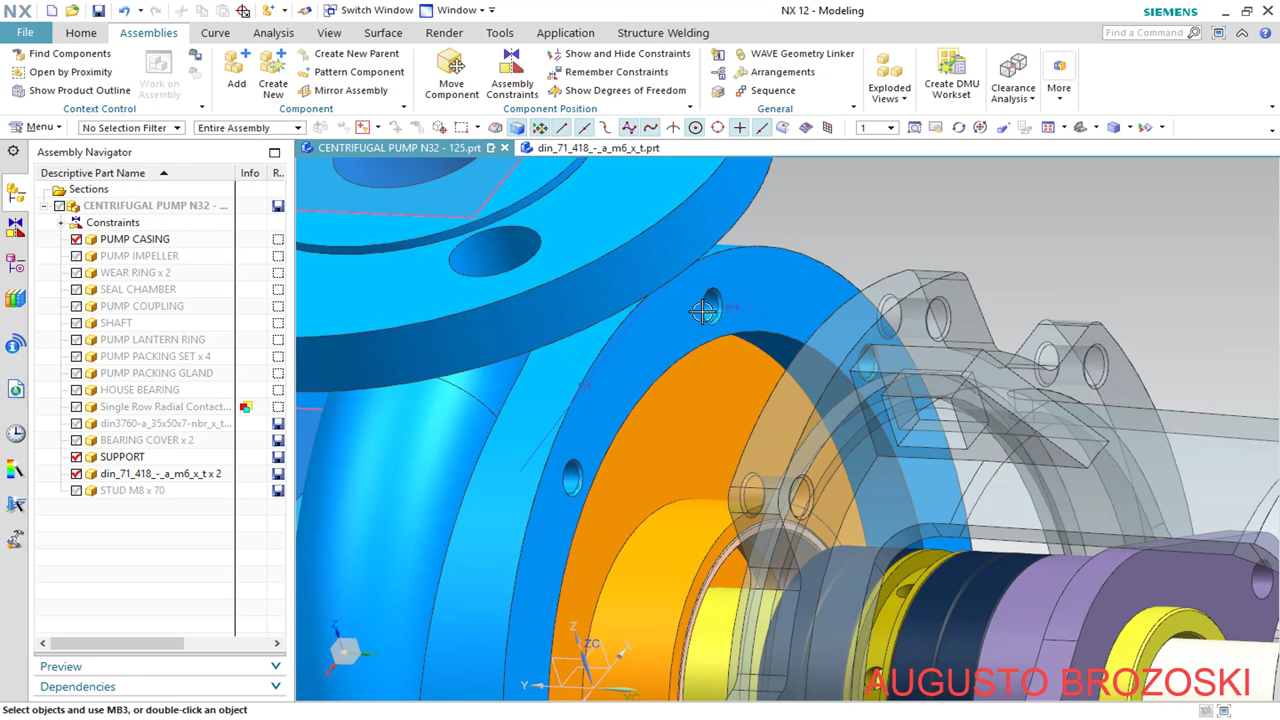 NX
Switch Window
Window
NX 12 - Modeling
SIEMENS
File
Home
Assemblies
Curve
Analysis
View
Surface
Render
Tools
Application
Structure Welding
Find a Command
Find Components
Open by Proximity
Show Product Outline
Work on Assembly
Context Control
Add
Create New
Create New Parent
Pattern Component
Mirror Assembly
Component
Move Component
Assembly Constraints
Show and Hide Constraints
Remember Constraints
Show Degrees of Freedom
Component Position
WAVE Geometry Linker
Arrangements
Sequence
General
Exploded Views
Create DMU Workset
Clearance Analysis
More
Menu
No Selection Filter
Entire Assembly
1
Assembly Navigator
CENTRIFUGAL PUMP N32 - 125.prt
din_71_418_-_a_m6_x_t.prt
Descriptive Part Name
Info
R..
Sections
CENTRIFUGAL PUMP N32 - ...
Constraints
PUMP CASING
PUMP IMPELLER
WEAR RING x 2
SEAL CHAMBER
PUMP COUPLING
SHAFT
PUMP LANTERN RING
PUMP PACKING SET x 4
PUMP PACKING GLAND
HOUSE BEARING
Single Row Radial Contact...
din3760-a_35x50x7-nbr_x_t...
BEARING COVER x 2
SUPPORT
din_71_418_-_a_m6_x_t x 2
STUD M8 x 70
Z
X
ZC
Y
YC
Preview
Dependencies
AUGUSTO BROZOSKI
Select objects and use MB3, or double-click an object